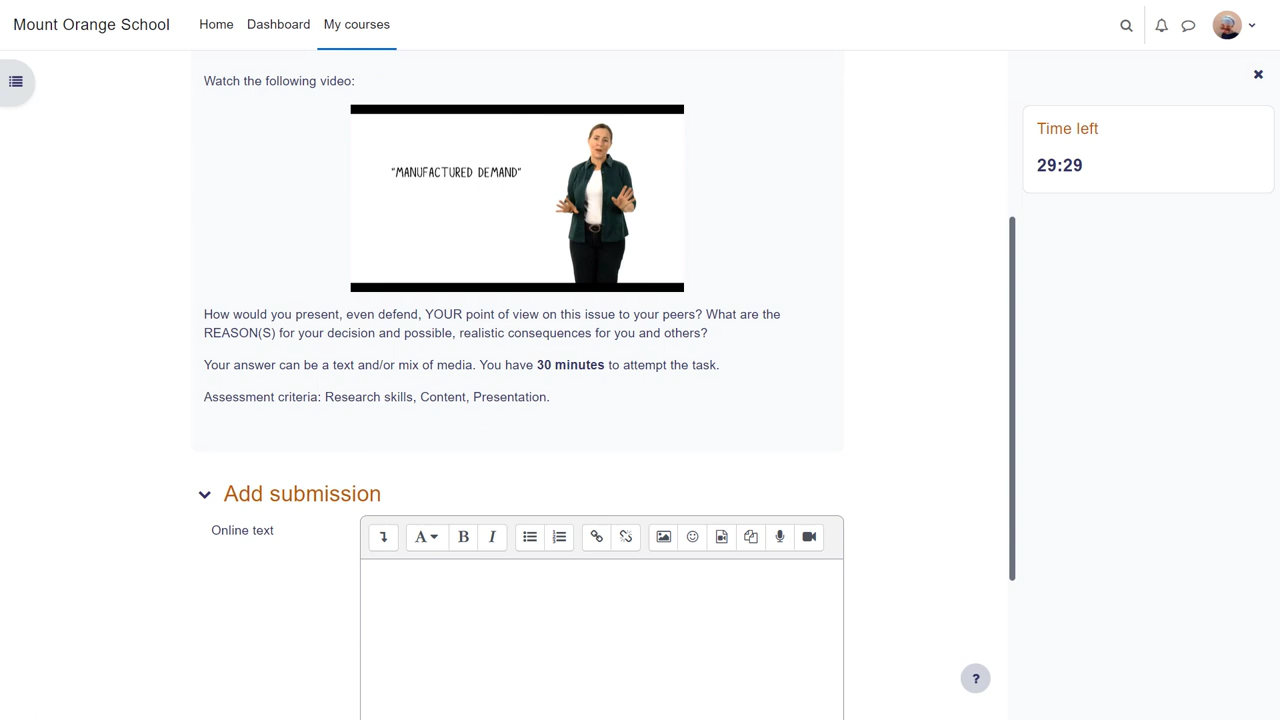 Mount Orange School
Home
Dashboard
My courses
Watch the following video:
"MANUFACTURED DEMAND"
How would you present, even defend, YOUR point of view on this issue to your peers? What are the
REASON(S) for your decision and possible, realistic consequences for you and others?
Your answer can be a text and/or mix of media. You have 30 minutes to attempt the task.
Assessment criteria: Research skills, Content, Presentation.
Time left
29:29
Add submission
Online text
A
B
I
?